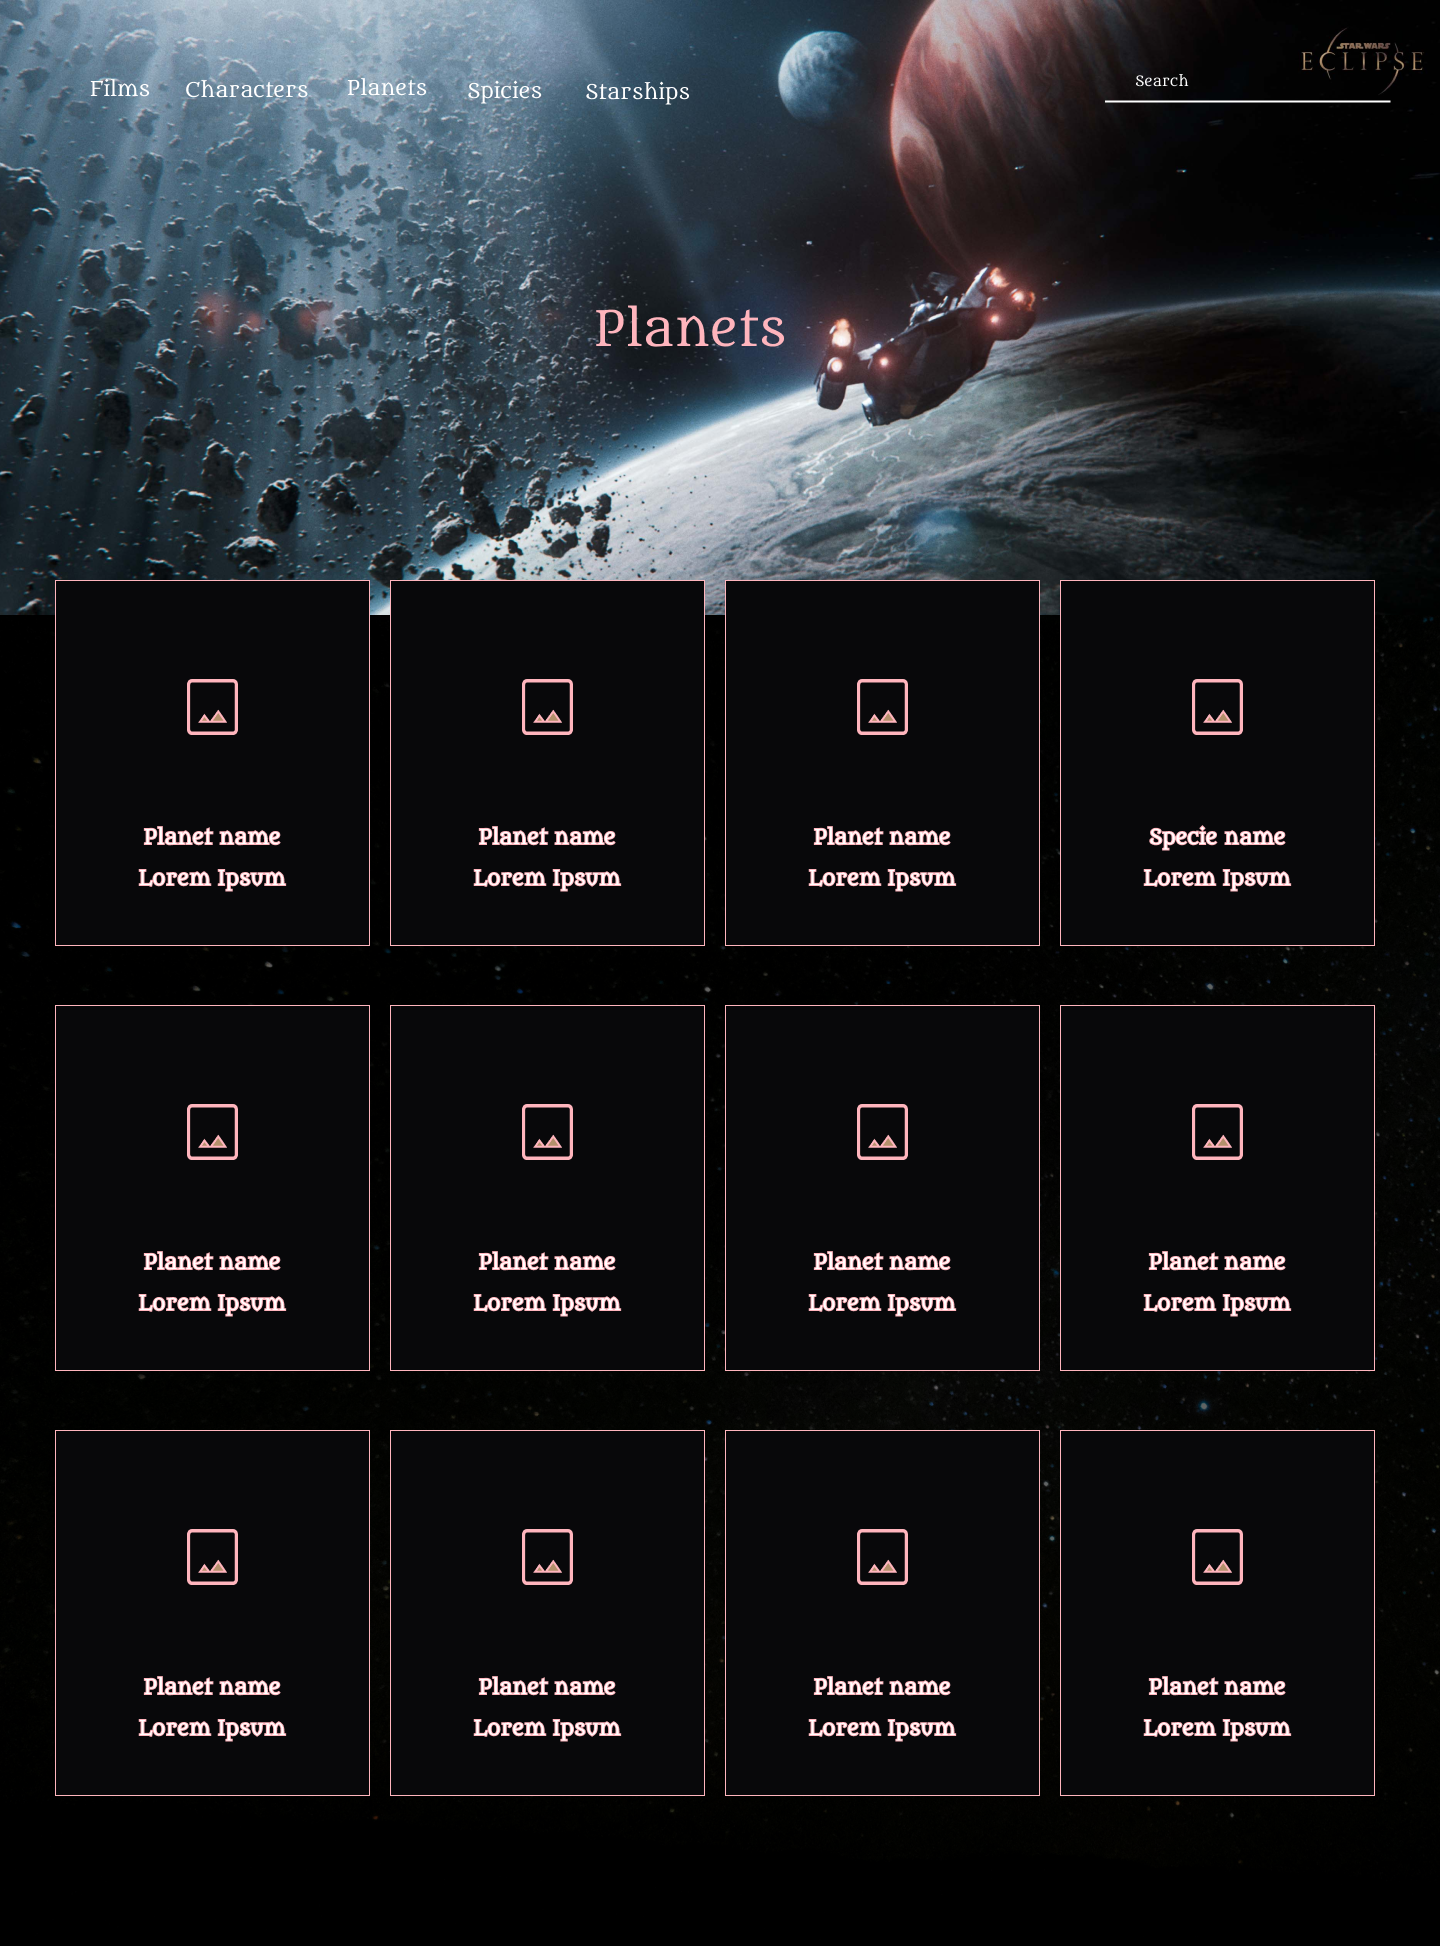 Films Characters Planets Spicies Starships Search
STAR WARS
ECLIPSE
Planets
Planet name Planet name Planet name Specie name
Lorem Ipsum Lorem Ipsum Lorem Ipsum Lorem Ipsum
Planet name Planet name Planet name Planet name
Lorem Ipsum Lorem Ipsum Lorem Ipsum Lorem Ipsum
Planet name Planet name Planet name Planet name
Lorem Ipsum Lorem Ipsum Lorem Ipsum Lorem Ipsum